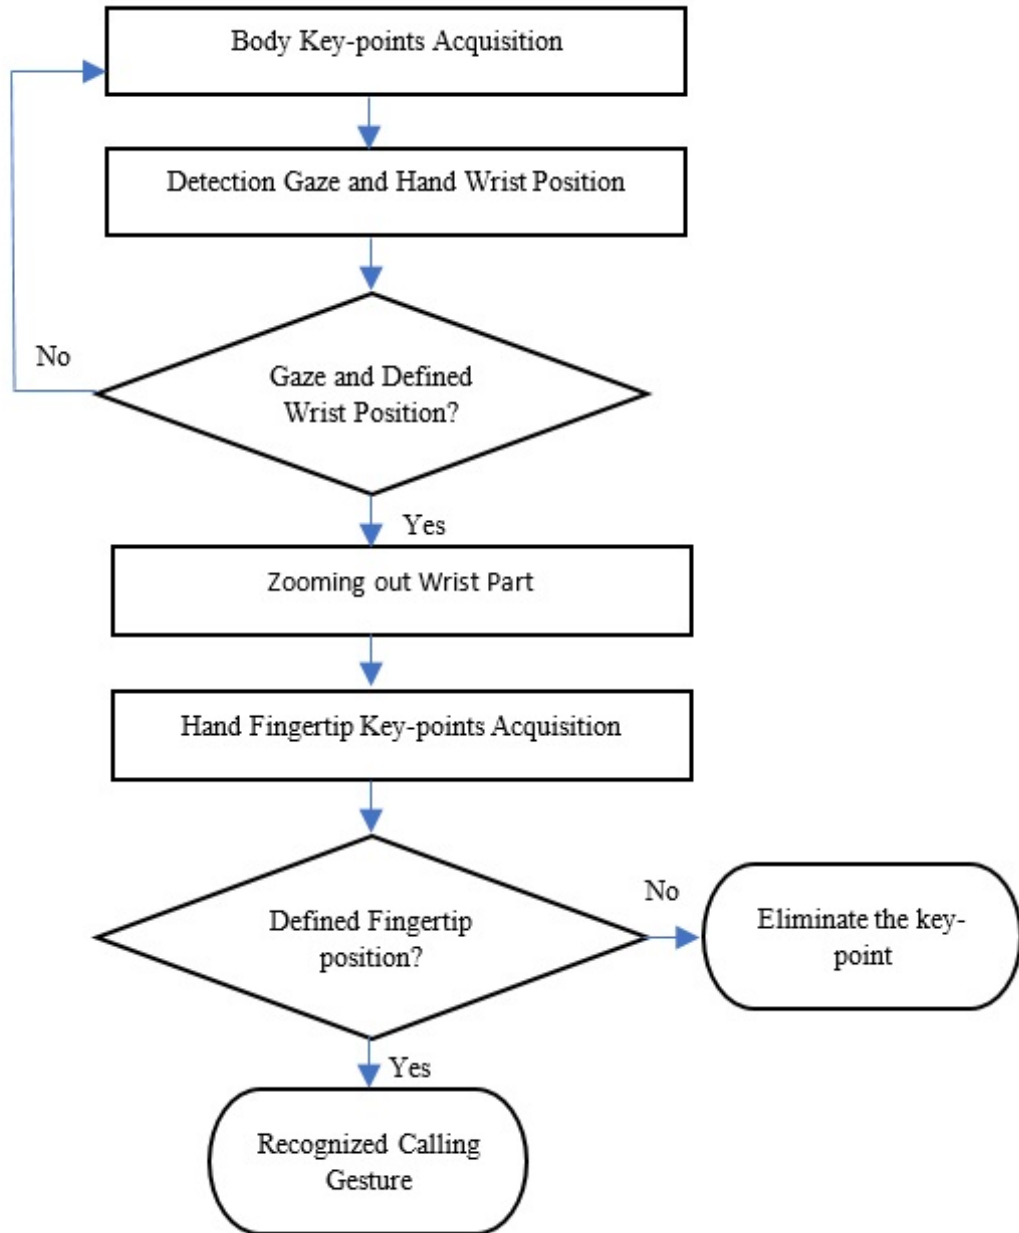 Body Key-points Acquisition
Detection Gaze and Hand Wrist Position
No
Gaze and Defined
Wrist Position?
Yes
Zooming out Wrist Part
Hand Fingertip Key-points Acquisition
Defined Fingertip
position?
No
Eliminate the key-
point
Yes
Recognized Calling
Gesture